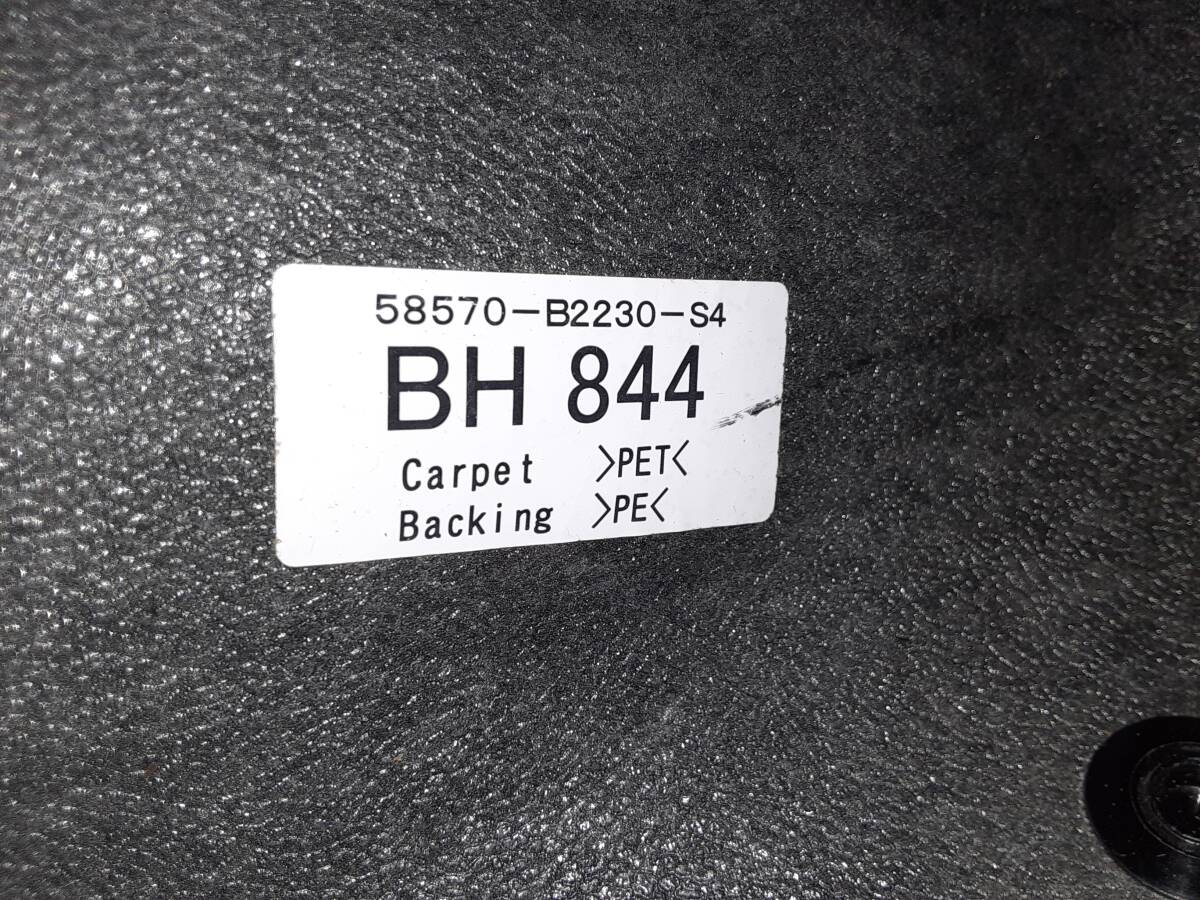 58570-B2230-S4
BH 844
Carpet >PET<
Backing >PE<